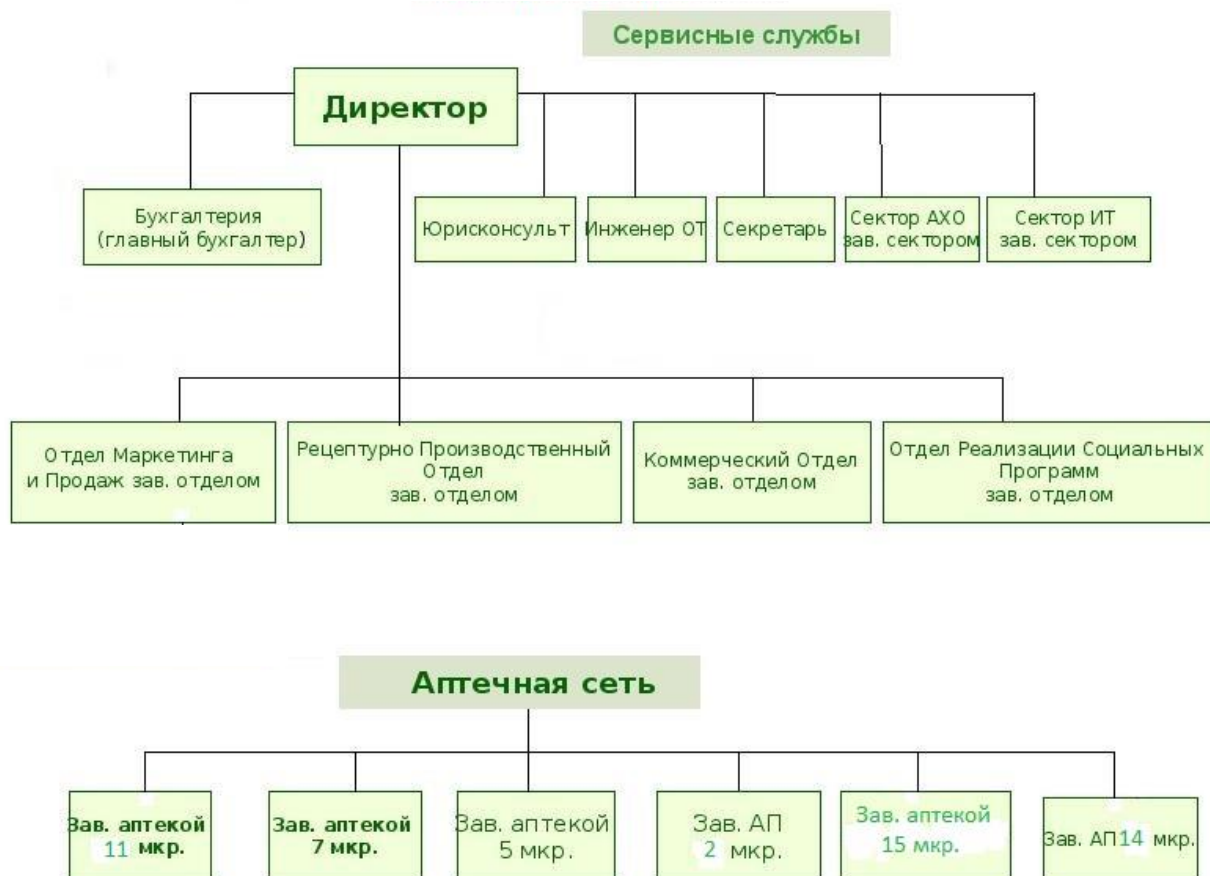 Сервисные службы
Директор
Бухгалтерия
(главный бухгалтер)
Юрисконсульт
Инженер ОТ
Секретарь
Сектор АХО
зав. сектором
Сектор ИТ
зав. сектором
Отдел Маркетинга
и Продаж зав. отделом
Рецептурно Производственный
Отдел
зав. отделом
Коммерческий Отдел
зав. отделом
Отдел Реализации Социальных
Программ
зав. отделом
Аптечная сеть
Зав. аптекой
11 мкр.
Зав. аптекой
7 мкр.
Зав. аптекой
5 мкр.
Зав. АП
2 мкр.
Зав. аптекой
15 мкр.
Зав. АП14 мкр.